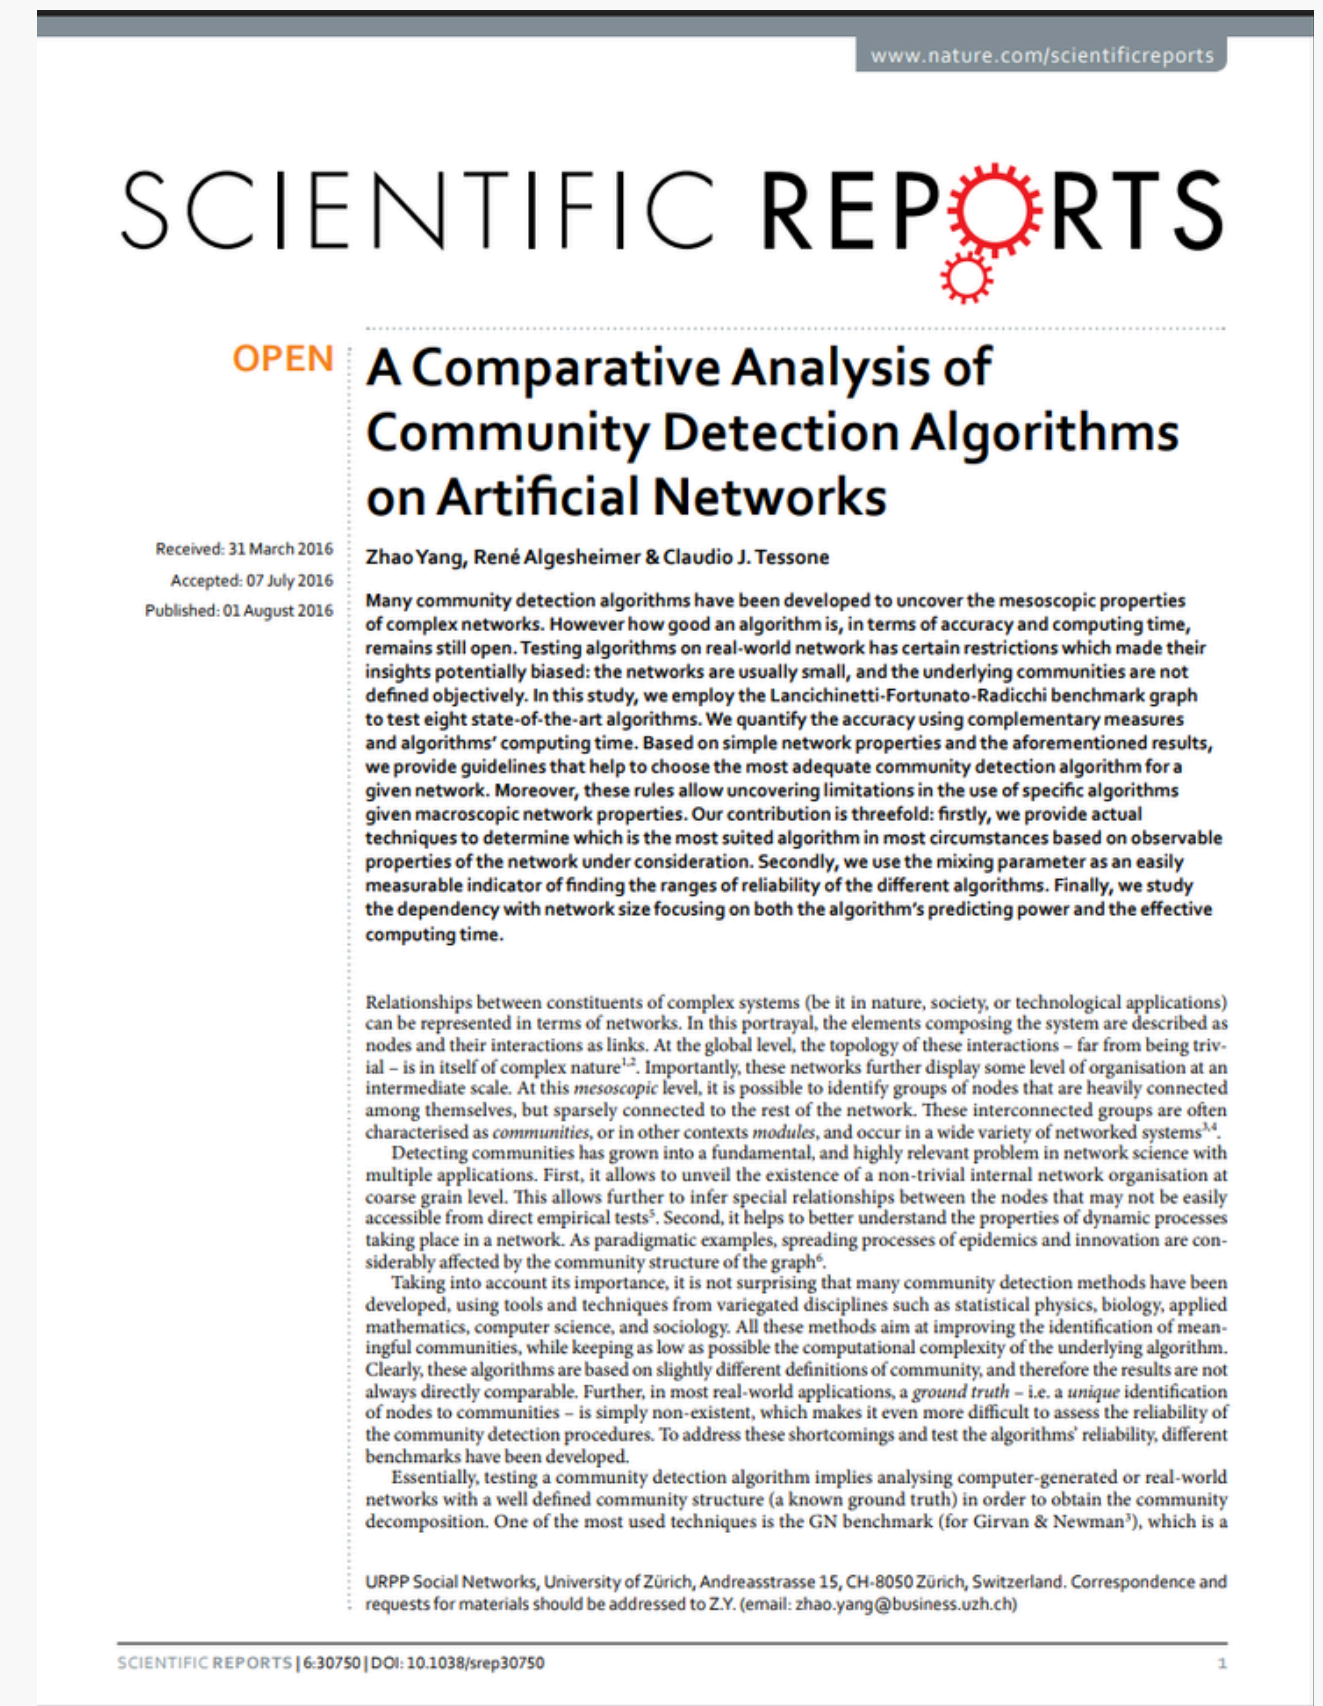 www.nature.com/scientificreports
SCIENTIFIC REPORTS
OPEN
A Comparative Analysis of
Community Detection Algorithms
on Artificial Networks
Received: 31 March 2016
Accepted: 07 July 2016
Published: 01 August 2016
Zhao Yang, René Algesheimer & Claudio J. Tessone
Many community detection algorithms have been developed to uncover the mesoscopic properties
of complex networks. However how good an algorithm is, in terms of accuracy and computing time,
remains still open. Testing algorithms on real-world network has certain restrictions which made their
insights potentially biased: the networks are usually small, and the underlying communities are not
defined objectively. In this study, we employ the Lancichinetti-Fortunato-Radicchi benchmark graph
to test eight state-of-the-art algorithms. We quantify the accuracy using complementary measures
and algorithms’ computing time. Based on simple network properties and the aforementioned results,
we provide guidelines that help to choose the most adequate community detection algorithm for a
given network. Moreover, these rules allow uncovering limitations in the use of specific algorithms
given macroscopic network properties. Our contribution is threefold: firstly, we provide actual
techniques to determine which is the most suited algorithm in most circumstances based on observable
properties of the network under consideration. Secondly, we use the mixing parameter as an easily
measurable indicator of finding the ranges of reliability of the different algorithms. Finally, we study
the dependency with network size focusing on both the algorithm’s predicting power and the effective
computing time.
Relationships between constituents of complex systems (be it in nature, society, or technological applications)
can be represented in terms of networks. In this portrayal, the elements composing the system are described as
nodes and their interactions as links. At the global level, the topology of these interactions – far from being triv-
ial – is in itself of complex nature1,2. Importantly, these networks further display some level of organisation at an
intermediate scale. At this mesoscopic level, it is possible to identify groups of nodes that are heavily connected
among themselves, but sparsely connected to the rest of the network. These interconnected groups are often
characterised as communities, or in other contexts modules, and occur in a wide variety of networked systems3,4.
Detecting communities has grown into a fundamental, and highly relevant problem in network science with
multiple applications. First, it allows to unveil the existence of a non-trivial internal network organisation at
coarse grain level. This allows further to infer special relationships between the nodes that may not be easily
accessible from direct empirical tests5. Second, it helps to better understand the properties of dynamic processes
taking place in a network. As paradigmatic examples, spreading processes of epidemics and innovation are con-
siderably affected by the community structure of the graph6.
Taking into account its importance, it is not surprising that many community detection methods have been
developed, using tools and techniques from variegated disciplines such as statistical physics, biology, applied
mathematics, computer science, and sociology. All these methods aim at improving the identification of mean-
ingful communities, while keeping as low as possible the computational complexity of the underlying algorithm.
Clearly, these algorithms are based on slightly different definitions of community, and therefore the results are not
always directly comparable. Further, in most real-world applications, a ground truth – i.e. a unique identification
of nodes to communities – is simply non-existent, which makes it even more difficult to assess the reliability of
the community detection procedures. To address these shortcomings and test the algorithms’ reliability, different
benchmarks have been developed.
Essentially, testing a community detection algorithm implies analysing computer-generated or real-world
networks with a well defined community structure (a known ground truth) in order to obtain the community
decomposition. One of the most used techniques is the GN benchmark (for Girvan & Newman3), which is a
URPP Social Networks, University of Zürich, Andreasstrasse 15, CH-8050 Zürich, Switzerland. Correspondence and
requests for materials should be addressed to Z.Y. (email: zhao.yang@business.uzh.ch)
SCIENTIFIC REPORTS | 6:30750 | DOI: 10.1038/srep30750
1